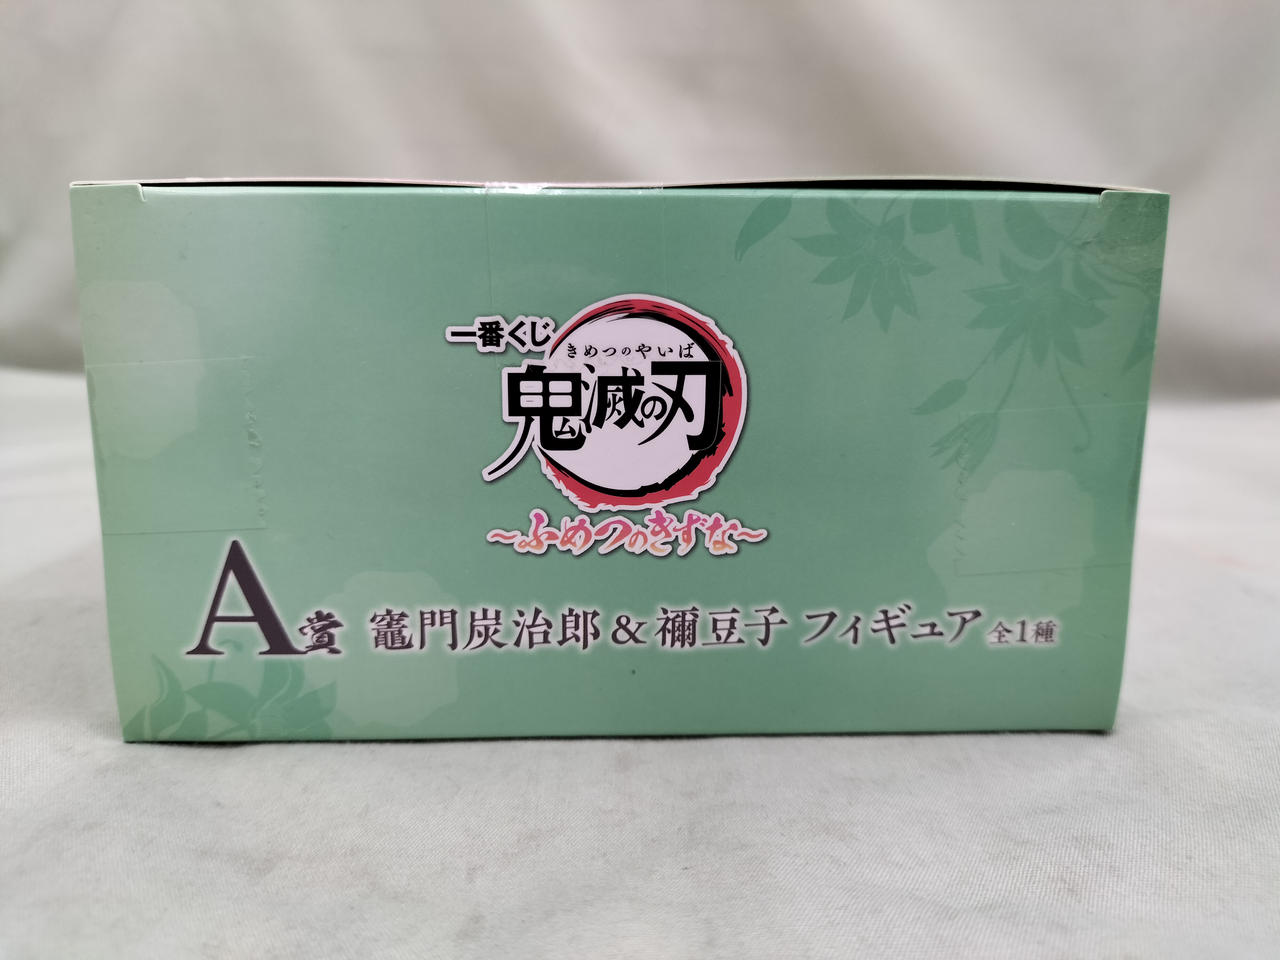 一番くじ
きめつのやいば
鬼滅の刃
～ふめつのきずな～
A賞 竈門炭治郎＆禰豆子 フィギュア 全1種